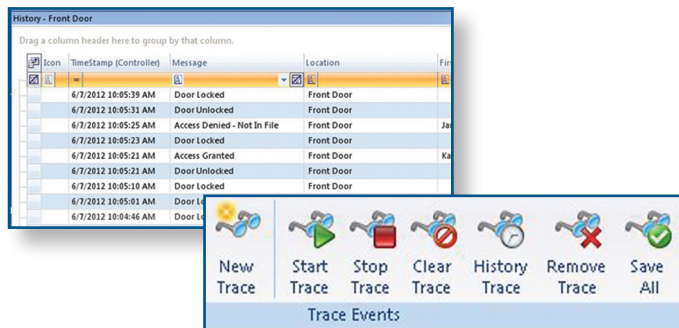 History - Front Door
Drag a column header here to group by that column.
Icon TimeStamp (Controller) Message Location
=
6/7/2012 10:05:39 AM Door Locked Front Door
6/7/2012 10:05:31 AM Door Unlocked Front Door
6/7/2012 10:05:25 AM Access Denied - Not In File Front Door
6/7/2012 10:05:23 AM Door Locked Front Door
6/7/2012 10:05:21 AM Access Granted Front Door
6/7/2012 10:05:21 AM Door Unlocked Front Door
6/7/2012 10:05:10 AM Door Locked Front Door
6/7/2012 10:05:01 AM Door
6/7/2012 10:04:46 AM Door
New Trace
Start Trace
Stop Trace
Clear Trace
History Trace
Remove Trace
Save All
Trace Events